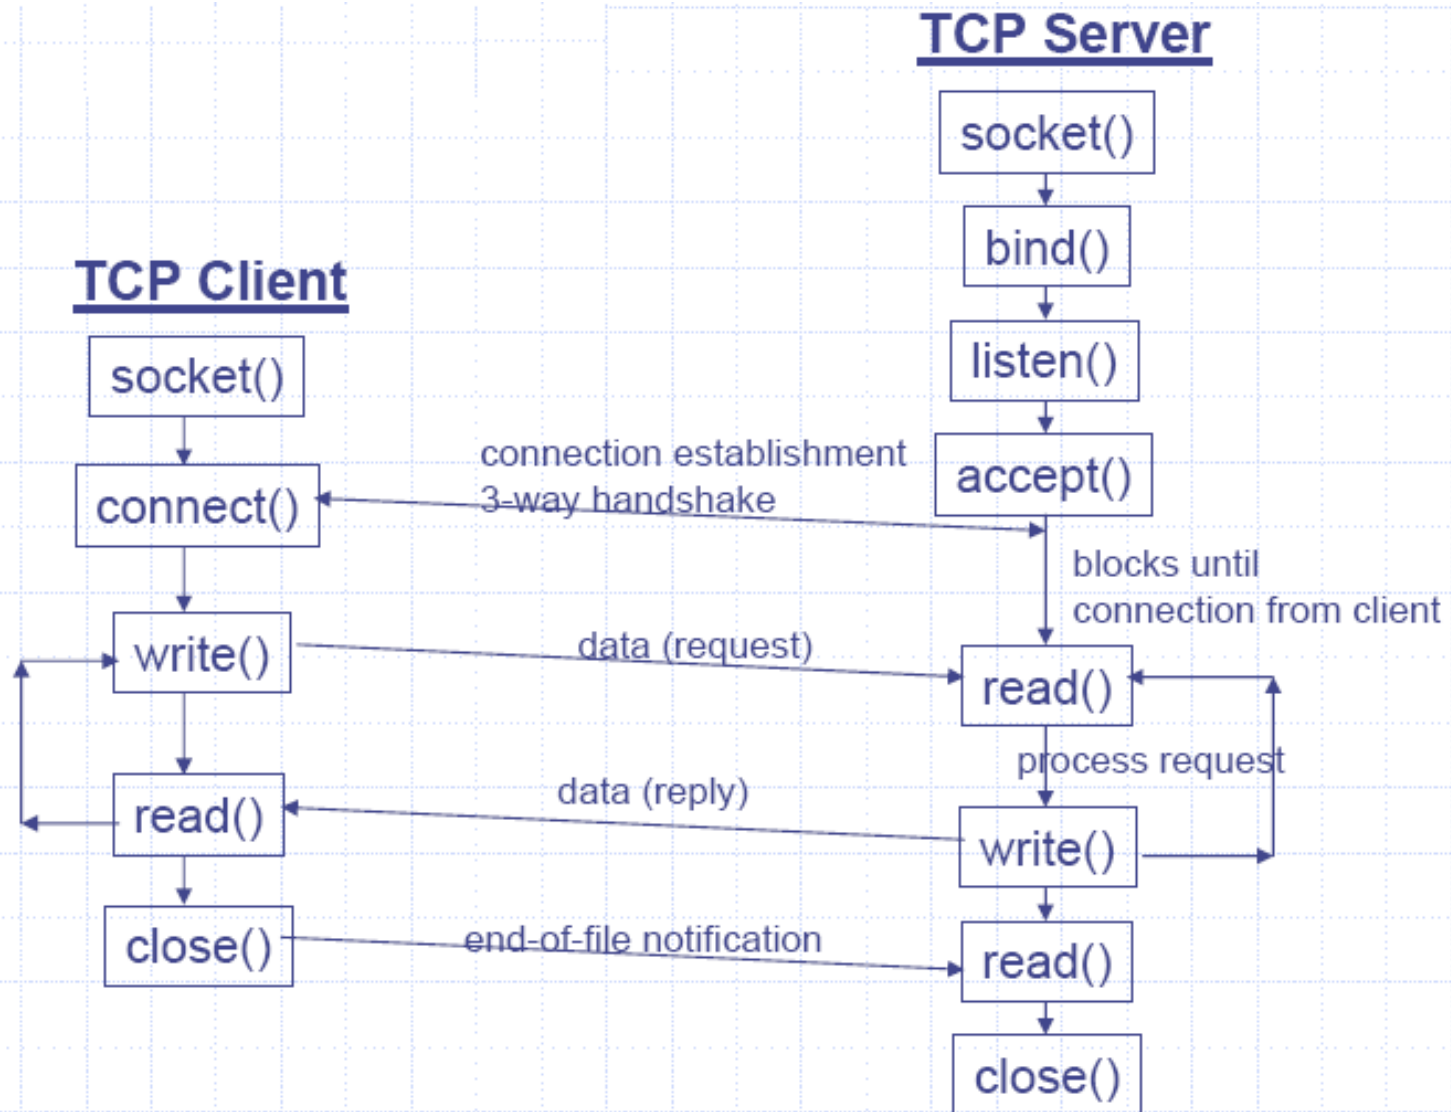 TCP Server
socket()
bind()
TCP Client
listen()
socket()
connection establishment
accept()
3-way handshake
connect()
blocks until
connection from client
data (request)
write()
read()
process request
data (reply)
read()
write()
end-of-file notification
close()
read()
close()